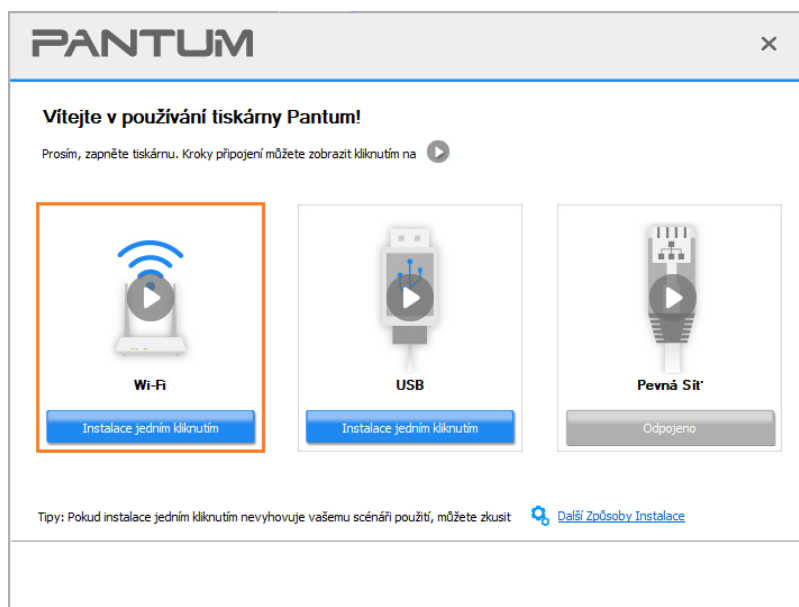 PANTUM
Vítejte v používání tiskárny Pantum!
Prosím, zapněte tiskárnu. Kroky připojení můžete zobrazit kliknutím na
Wi-Fi
USB
Pevná Síť
Instalace jedním kliknutím
Instalace jedním kliknutím
Odpojeno
Tipy: Pokud instalace jedním kliknutím nevyhovuje vašemu scénáři použití, můžete zkusit Další Způsoby Instalace